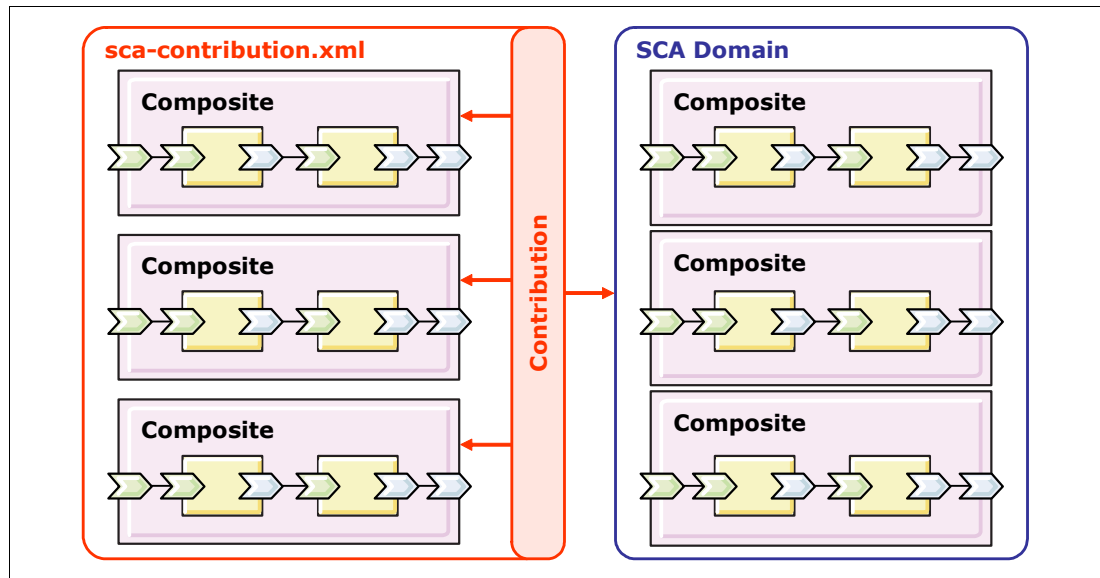 sca-contribution.xml
Composite
Composite
Composite
Contribution
SCA Domain
Composite
Composite
Composite